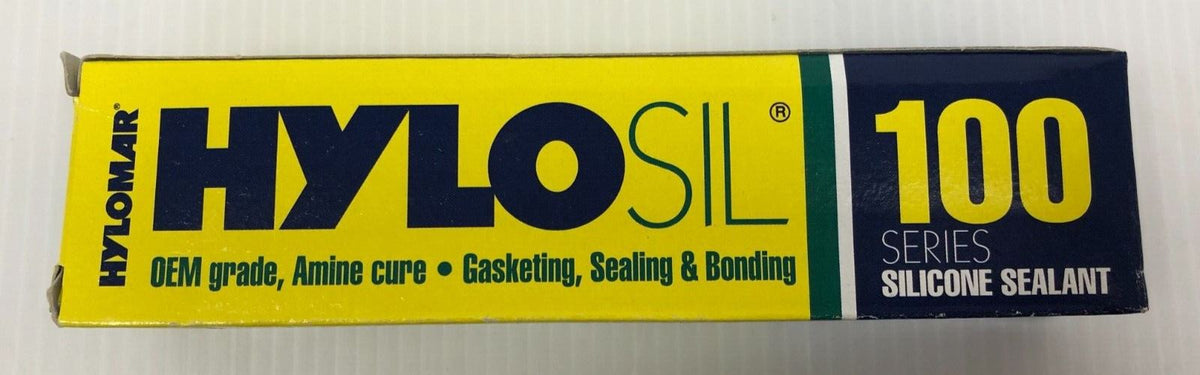 HYLOMAR®
HYLOSIL®
OEM grade, Amine cure • Gasketing, Sealing & Bonding
100
SERIES
SILICONE SEALANT